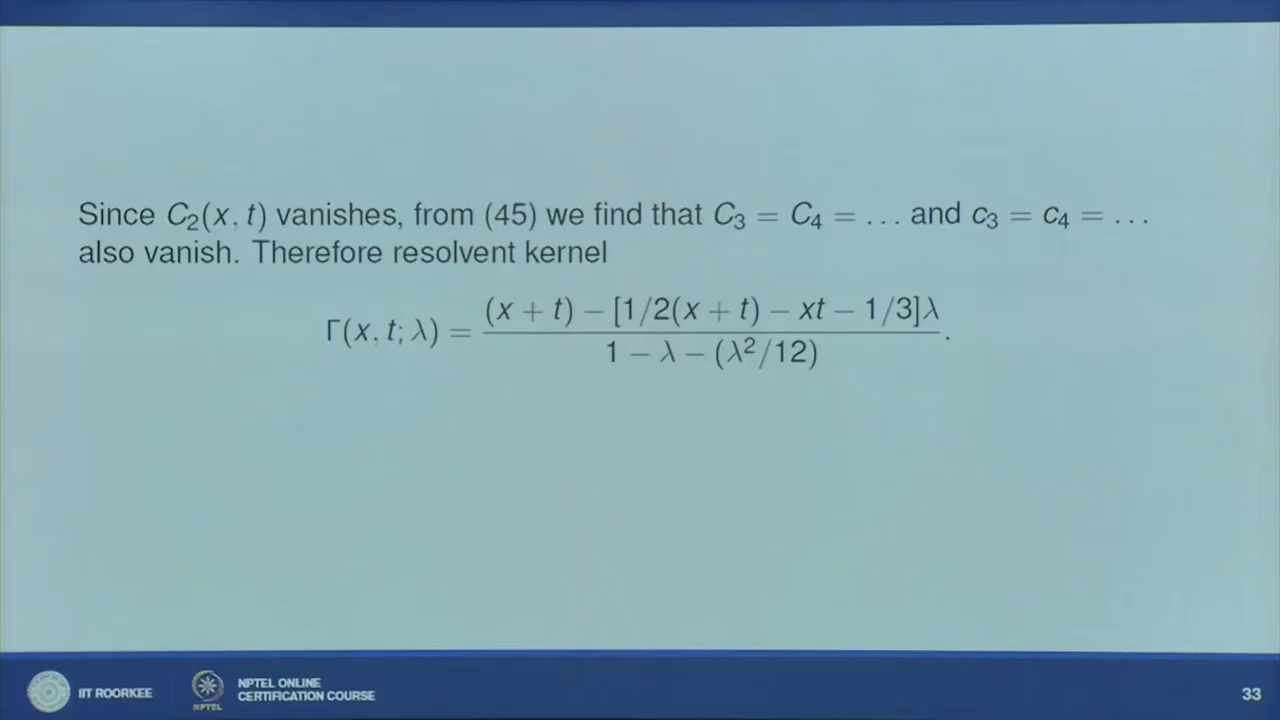 Since C₂(x, t) vanishes, from (45) we find that C₃ = C₄ = … and c₃ = c₄ = …
also vanish. Therefore resolvent kernel
Γ(x, t; λ) = (x + t) − [1/2(x + t) − xt − 1/3]λ / 1 − λ − (λ²/12) .
IIT ROORKEE
NPTEL
NPTEL ONLINE
CERTIFICATION COURSE
33